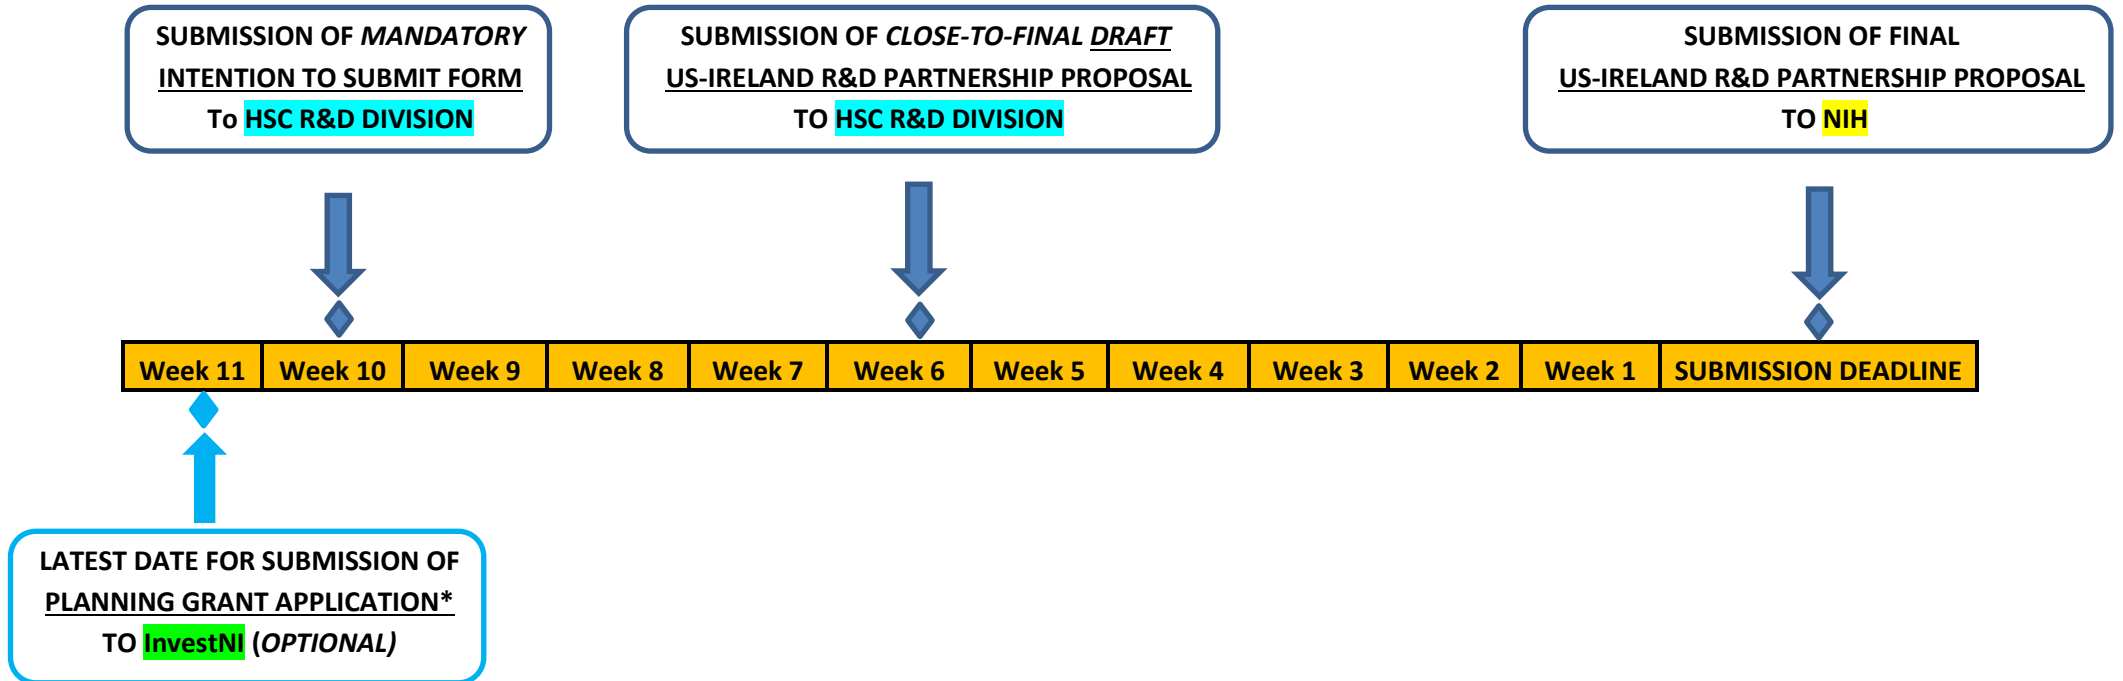 SUBMISSION OF MANDATORY
INTENTION TO SUBMIT FORM
To HSC R&D DIVISION
SUBMISSION OF CLOSE-TO-FINAL DRAFT
US-IRELAND R&D PARTNERSHIP PROPOSAL
TO HSC R&D DIVISION
SUBMISSION OF FINAL
US-IRELAND R&D PARTNERSHIP PROPOSAL
TO NIH
Week 11 Week 10 Week 9 Week 8 Week 7 Week 6 Week 5 Week 4 Week 3 Week 2 Week 1 SUBMISSION DEADLINE
LATEST DATE FOR SUBMISSION OF
PLANNING GRANT APPLICATION*
TO InvestNI (OPTIONAL)